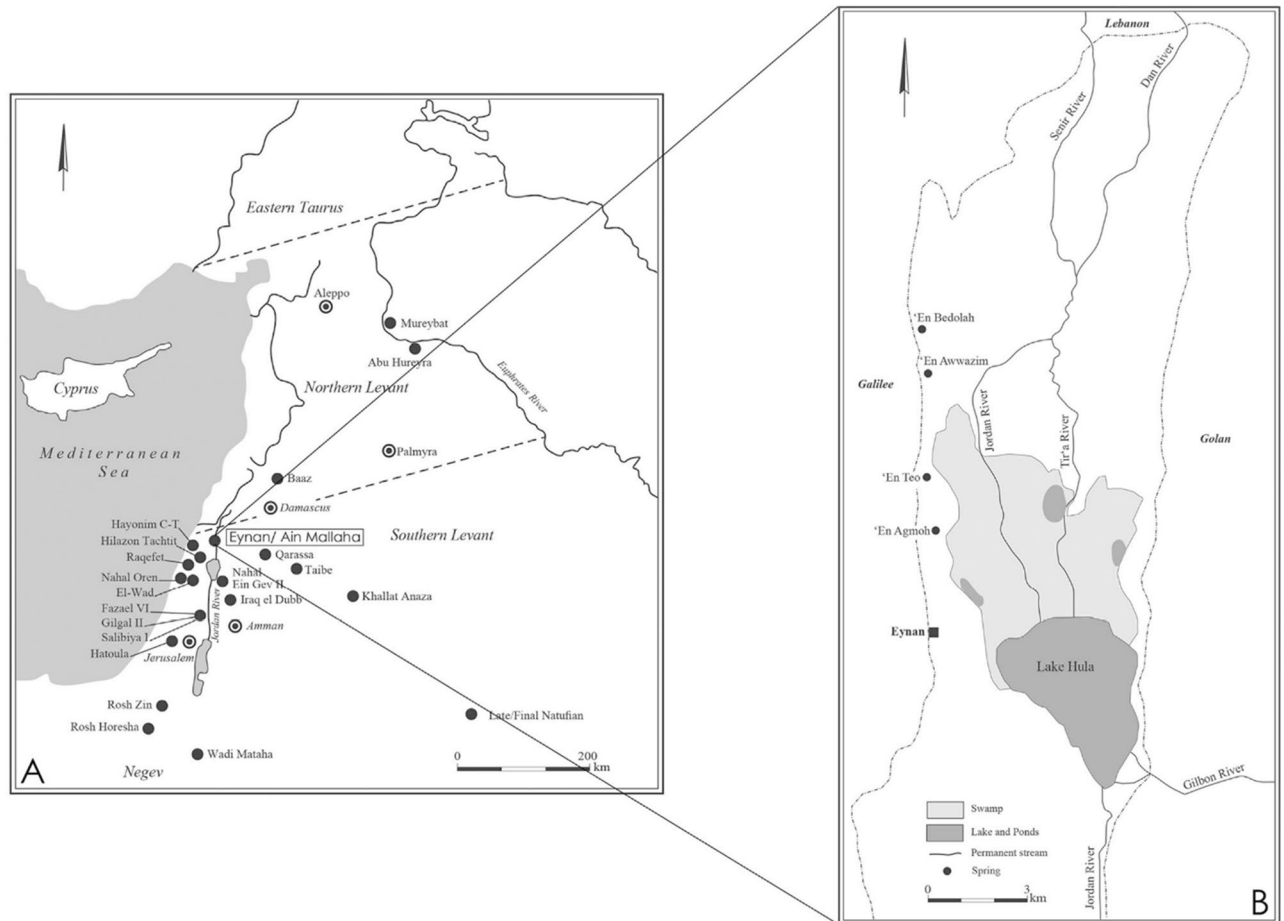 Eastern Taurus
Aleppo
Mureybat
Abu Hureyra
Cyprus
Northern Levant
Euphrates River
Mediterranean
Sea
Palmyra
Baaz
Damascus
Hayonim C-T
Hilazon Tachtit
Raqefet
Nahal Oren
El-Wad
Fazael VI
Gilgal II
Salibiya I
Hatoula
Eynan/ Ain Mallaha
Southern Levant
Qarassa
Taibe
Nahal
Ein Gev II
Iraq el Dubb
Khallat Anaza
Jordan River
Amman
Jerusalem
Rosh Zin
Rosh Horesha
Wadi Mataha
Negev
Late/Final Natufian
0 200
km
A
Lebanon
Senir River
Dan River
'En Bedolah
'En Awwazim
Galilee
Jordan River
Tir'a River
Golan
'En Teo
'En Agmoh
Eynan
Lake Hula
Gilbon River
Swamp
Lake and Ponds
Permanent stream
Spring
0 3
km
Jordan River
B